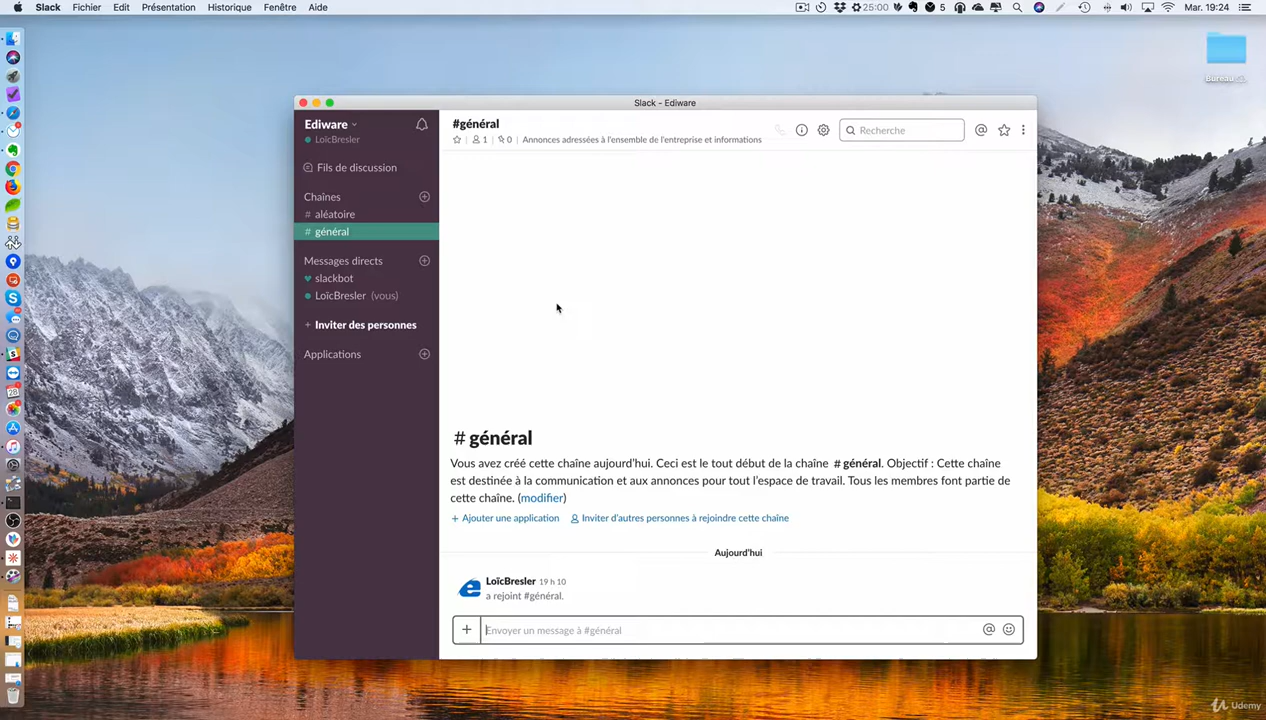 Slack Fichier Edit Présentation Historique Fenêtre Aide
25:00 5 Mar. 19:24
Bureau
Slack - Ediware
Ediware
LoïcBresler
Fils de discussion
Chaînes
# aléatoire
# général
Messages directs
slackbot
LoïcBresler (vous)
+ Inviter des personnes
Applications
#général
1 0 Annonces adressées à l'ensemble de l'entreprise et informations
Recherche
# général
Vous avez créé cette chaîne aujourd'hui. Ceci est le tout début de la chaîne # général. Objectif : Cette chaîne
est destinée à la communication et aux annonces pour tout l'espace de travail. Tous les membres font partie de
cette chaîne. (modifier)
+ Ajouter une application Inviter d'autres personnes à rejoindre cette chaîne
Aujourd'hui
LoïcBresler 19 h 10
a rejoint #général.
Envoyer un message à #général
Udemy